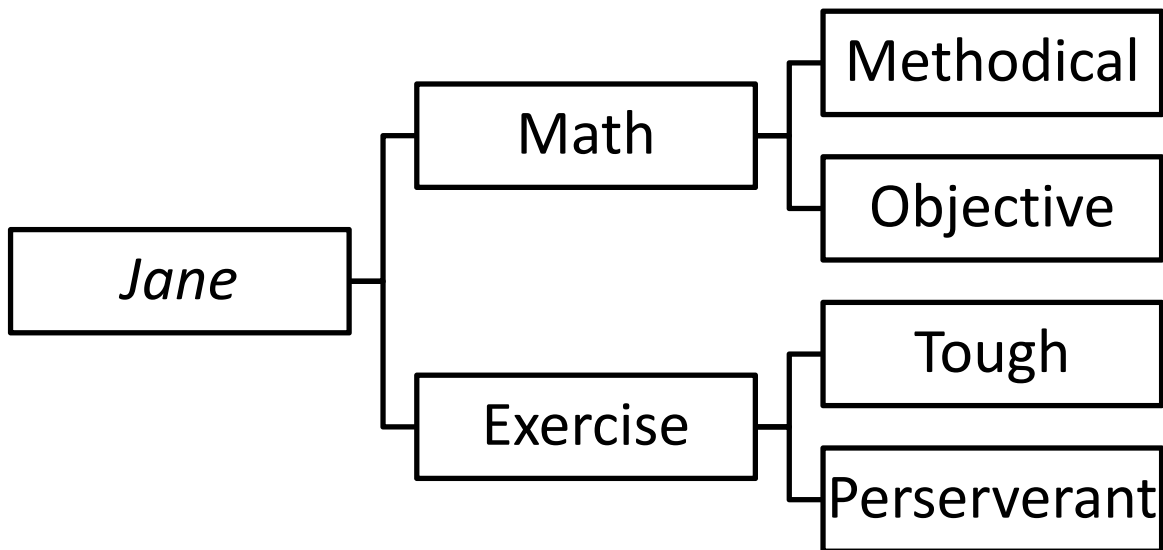 Jane
Math
Methodical
Objective
Exercise
Tough
Perserverant